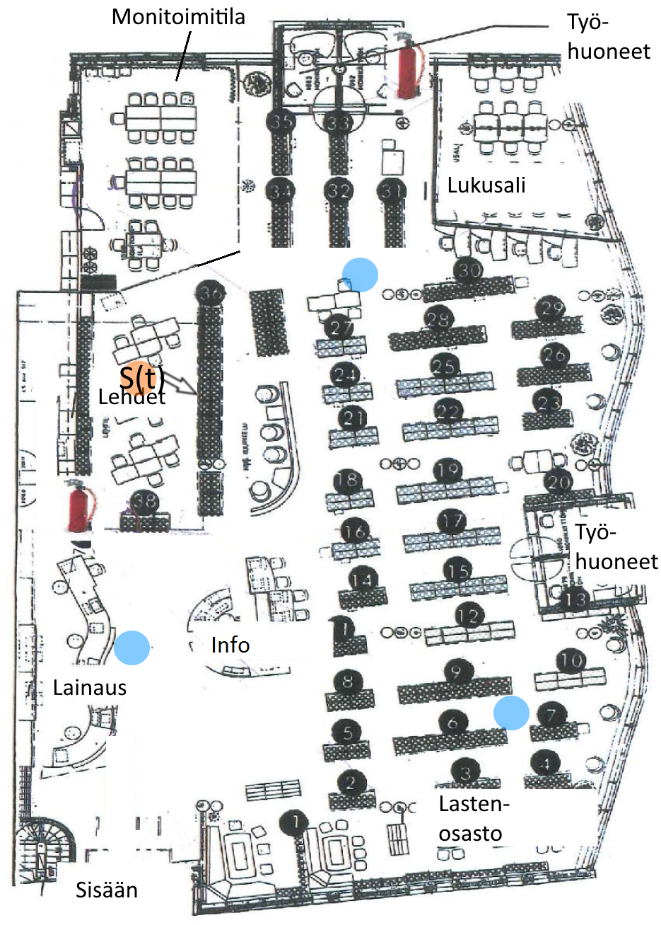 Monitoimitila
Työ-
huoneet
35
33
34
32
31
Lukusali
30
36
29
27
28
26
25
24
S(t)
Lehdet
23
22
21
20
19
18
38
17
16
Työ-
huoneet
15
14
13
12
1
Info
10
9
8
Lainaus
7
6
5
4
3
2
Lasten-
osasto
1
Sisään